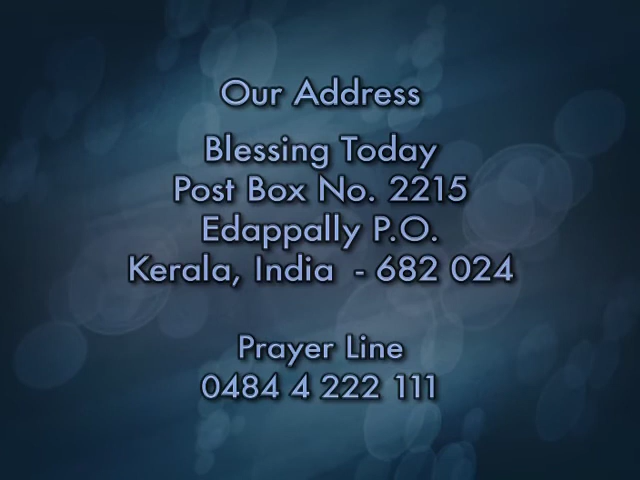 Our Address
Blessing Today
Post Box No. 2215
Edappally P.O.
Kerala, India - 682 024
Prayer Line
0484 4 222 111